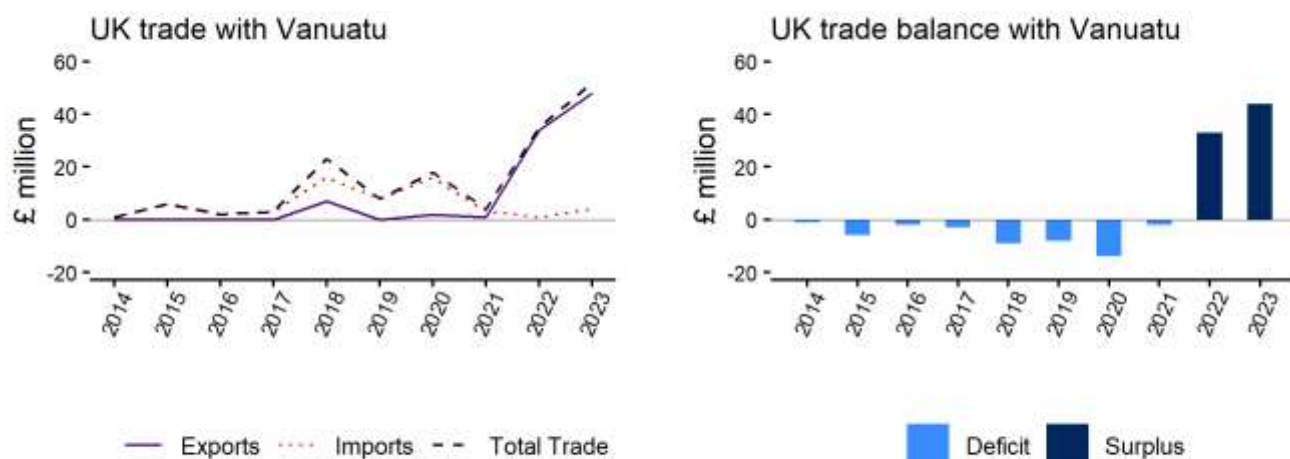 UK trade with Vanuatu
60
40
20
0
-20
£ million
2014 2015 2016 2017 2018 2019 2020 2021 2022 2023
Exports Imports Total Trade
UK trade balance with Vanuatu
60
40
20
0
-20
£ million
2014 2015 2016 2017 2018 2019 2020 2021 2022 2023
Deficit Surplus